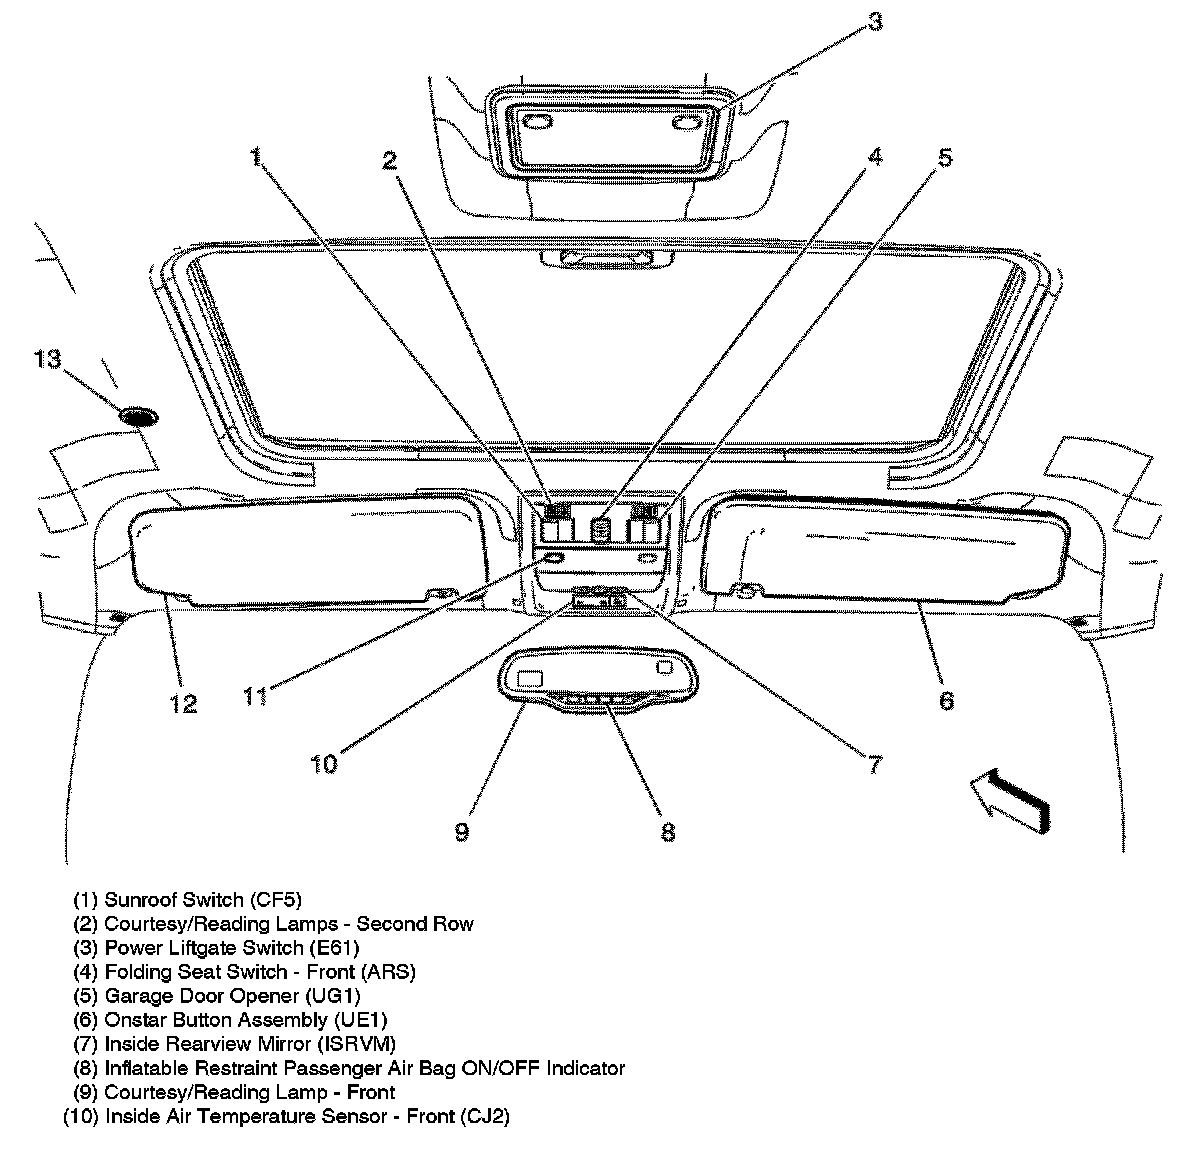 3
1
2
4
5
13
12
11
6
10
7
9
8
(1) Sunroof Switch (CF5)
(2) Courtesy/Reading Lamps - Second Row
(3) Power Liftgate Switch (E61)
(4) Folding Seat Switch - Front (ARS)
(5) Garage Door Opener (UG1)
(6) Onstar Button Assembly (UE1)
(7) Inside Rearview Mirror (ISRVM)
(8) Inflatable Restraint Passenger Air Bag ON/OFF Indicator
(9) Courtesy/Reading Lamp - Front
(10) Inside Air Temperature Sensor - Front (CJ2)